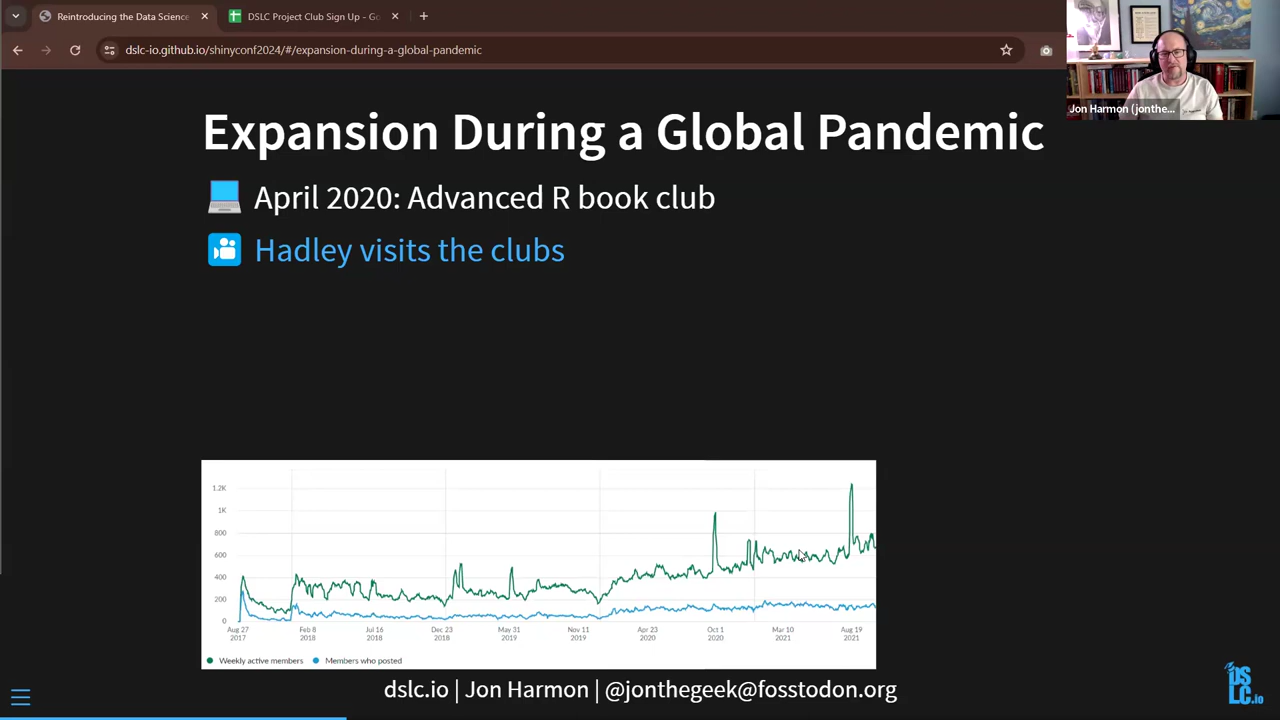 Reintroducing the Data Science
DSLC Project Club Sign Up - Go
dslc-io.github.io/shinyconf2024/#/expansion-during-a-global-pandemic
Jon Harmon (jonthe...
Expansion During a Global Pandemic
April 2020: Advanced R book club
Hadley visits the clubs
1.2K
1K
800
600
400
200
0
Aug 27 2017
Feb 8 2018
Jul 16 2018
Dec 23 2018
May 31 2019
Nov 11 2019
Apr 23 2020
Oct 1 2020
Mar 10 2021
Aug 19 2021
Weekly active members
Members who posted
dslc.io | Jon Harmon | @jonthegeek@fosstodon.org
DS
LC.io